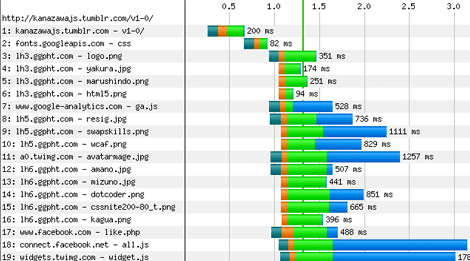 0.5 1.0 1.5 2.0 2.5 3.0
http://kanazawajs.tumblr.com/v1-0/
1: kanazawajs.tumblr.com - v1-0/ 200 ms
2: fonts.googleapis.com - css 82 ms
3: lh3.ggpht.com - logo.png 351 ms
4: lh3.ggpht.com - yakura.jpg 174 ms
5: lh3.ggpht.com - marushindo.png 251 ms
6: lh3.ggpht.com - html5.png 94 ms
7: www.google-analytics.com - ga.js 528 ms
8: lh5.ggpht.com - resig.jpg 736 ms
9: lh5.ggpht.com - swapskills.png 1111 ms
10: lh5.ggpht.com - wcaf.png 829 ms
11: a0.twimg.com - avatarmage.jpg 1257 ms
12: lh6.ggpht.com - amano.jpg 507 ms
13: lh6.ggpht.com - mizuno.jpg 441 ms
14: lh6.ggpht.com - dotcoder.png 851 ms
15: lh6.ggpht.com - cssnite200-80_t.png 665 ms
16: lh6.ggpht.com - kagua.png 396 ms
17: www.facebook.com - like.php 488 ms
18: connect.facebook.net - all.js
19: widgets.twimg.com - widget.js 178